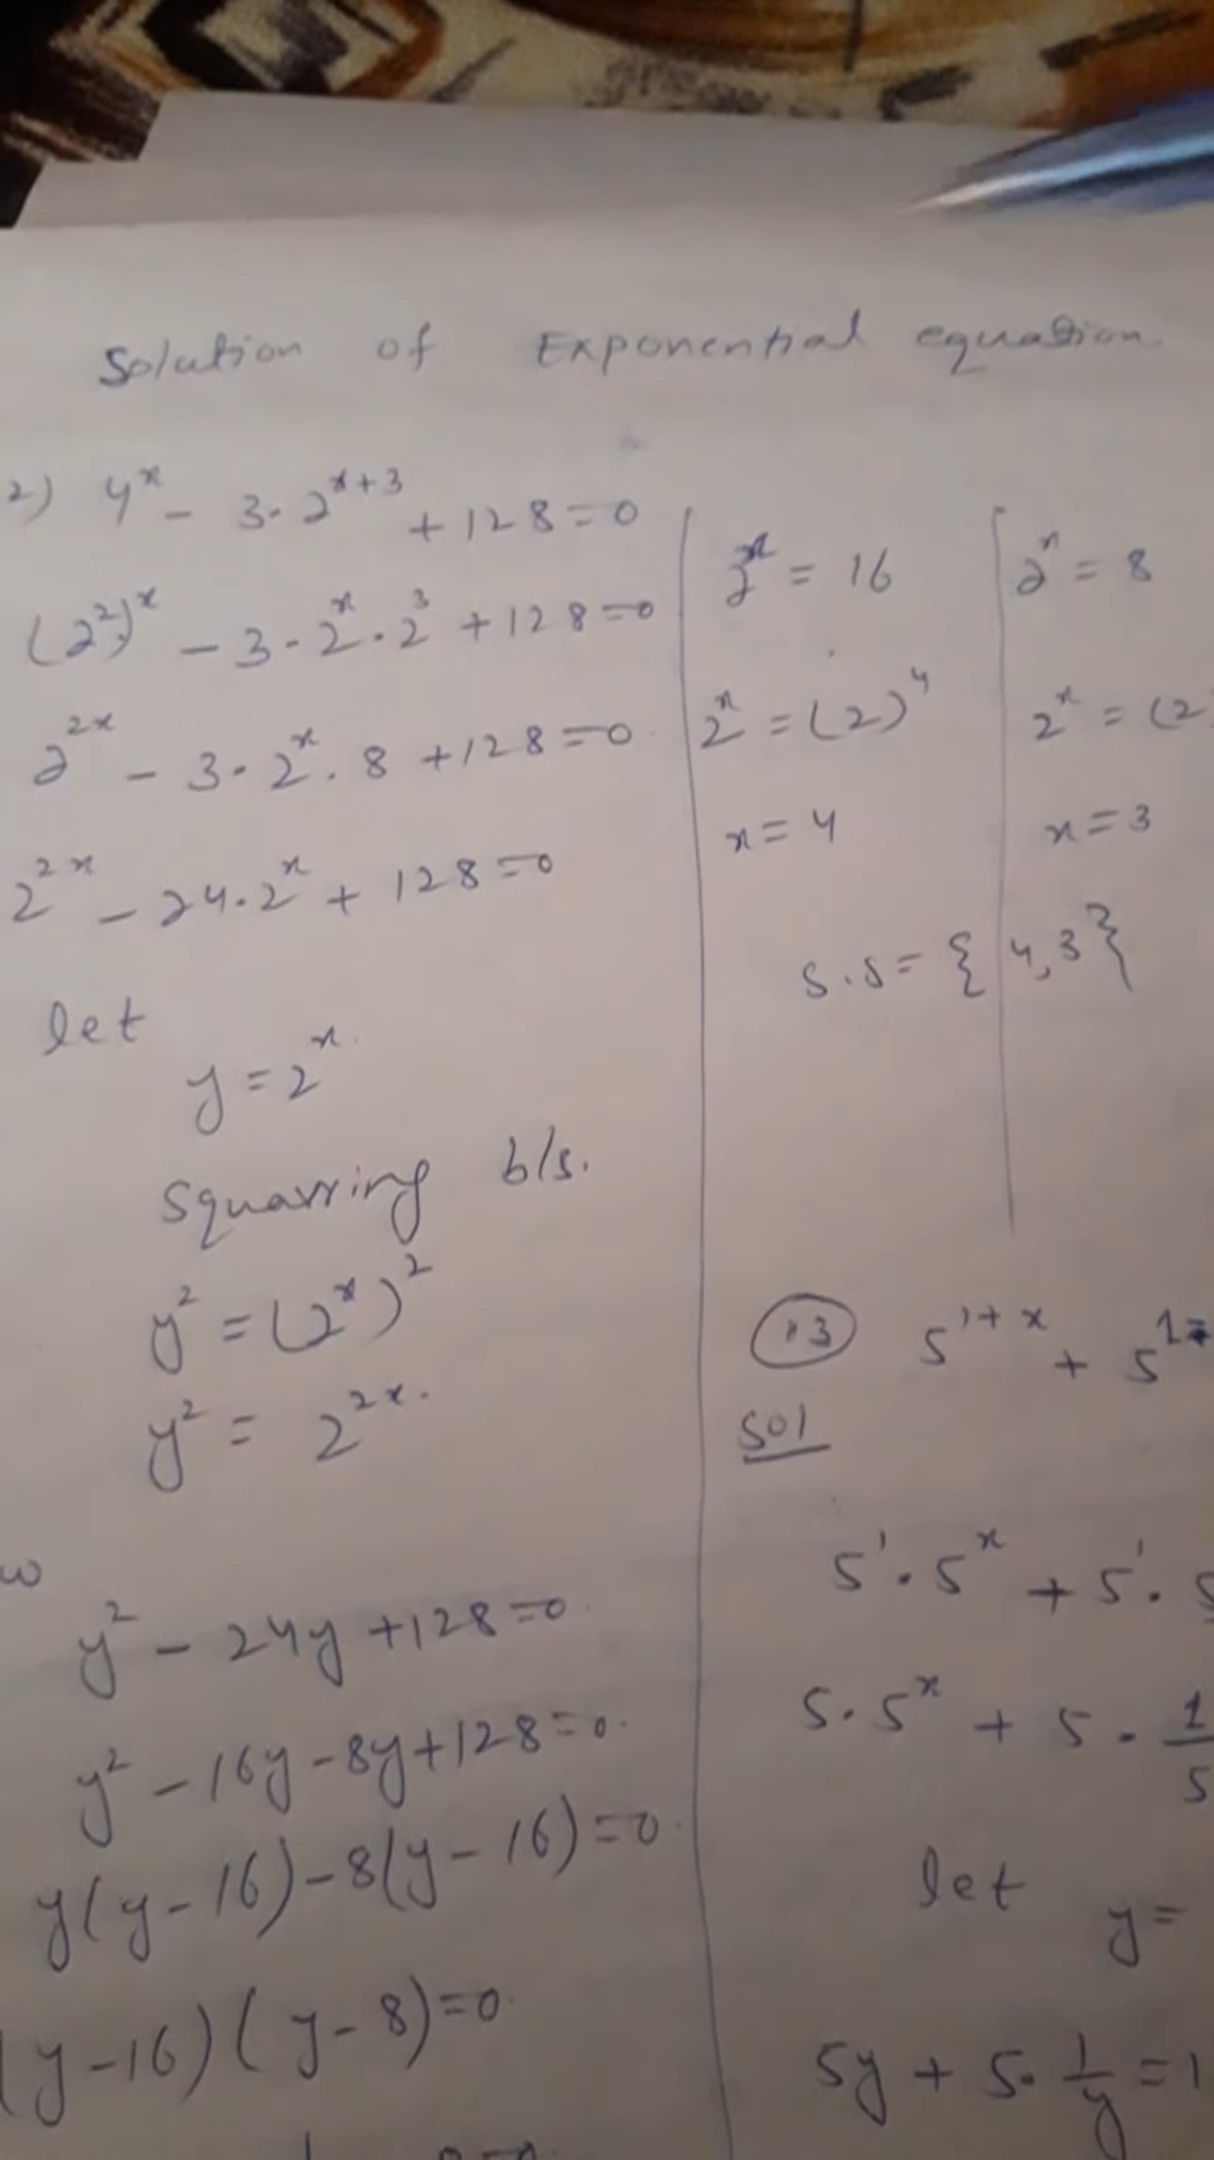 Solution of Exponential equation
2) 4^x - 3.2^x+3 + 128=0
(2^2)^x - 3.2^x.2^3 + 128=0
2^2x - 3.2^x.8 + 128=0
2^2x - 24.2^x + 128=0
let
y=2^x.
Squarring b/s.
y^2 = (2^x)^2
y^2 = 2^2x.
w
y^2 - 24y + 128=0.
y^2 - 16y - 8y + 128=0.
y(y-16) - 8(y-16)=0.
(y-16)(y-8)=0.
2^x = 16
2^x = (2)^4
x = 4
2^x = 8
2^x = (2
x = 3
S.S = {4,3}
13 5^1+x + 5^1-
Sol
5^1.5^x + 5^1.5
5.5^x + 5.1/5
let y=
5y + 5.1/y = 1